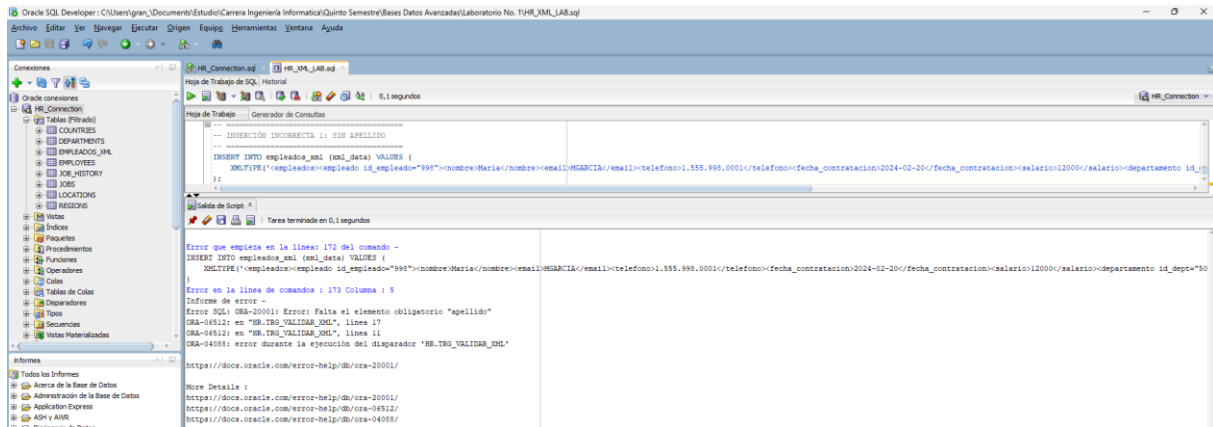 Oracle SQL Developer : C:\Users\gran_\Documents\Estudio\Carrera Ingeniería Informatica\Quinto Semestre\Bases Datos Avanzadas\Laboratorio No. 1\HR_XML_LAB.sql
Archivo Editar Ver Navegar Ejecutar Origen Equipo Herramientas Ventana Ayuda
Conexiones
Oracle conexiones
HR_Connection
Tablas (Filtrado)
COUNTRIES
DEPARTMENTS
EMPLEADOS_XML
EMPLOYEES
JOB_HISTORY
JOBS
LOCATIONS
REGIONS
Vistas
Índices
Paquetes
Procedimientos
Funciones
Operadores
Colas
Tablas de Colas
Disparadores
Tipos
Secuencias
Vistas Materializadas
Informes
Todos los Informes
Acerca de la Base de Datos
Administración de la Base de Datos
Application Express
ASH y AWR
HR_Connection.sql HR_XML_LAB.sql
Hoja de Trabajo de SQL Historial
0,1 segundos
HR_Connection
Hoja de Trabajo Generador de Consultas
-- INSERCIÓN INCORRECTA 1: SIN APELLIDO
INSERT INTO empleados_xml (xml_data) VALUES (
XMLTYPE('<empleados><empleado id_empleado="998"><nombre>Maria</nombre><email>MGARCIA</email><telefono>1.555.998.0001</telefono><fecha_contratacion>2024-02-20</fecha_contratacion><salario>12000</salario><departamento id_
);
Salida de Script
Tarea terminada en 0,1 segundos
Error que empieza en la línea: 172 del comando -
INSERT INTO empleados_xml (xml_data) VALUES (
XMLTYPE('<empleados><empleado id_empleado="998"><nombre>Maria</nombre><email>MGARCIA</email><telefono>1.555.998.0001</telefono><fecha_contratacion>2024-02-20</fecha_contratacion><salario>12000</salario><departamento id_dept="50
)
Error en la línea de comandos : 173 Columna : 5
Informe de error -
Error SQL: ORA-20001: Error: Falta el elemento obligatorio "apellido"
ORA-06512: en "HR.TRG_VALIDAR_XML", línea 17
ORA-06512: en "HR.TRG_VALIDAR_XML", línea 11
ORA-04088: error durante la ejecución del disparador 'HR.TRG_VALIDAR_XML'
https://docs.oracle.com/error-help/db/ora-20001/
More Details :
https://docs.oracle.com/error-help/db/ora-20001/
https://docs.oracle.com/error-help/db/ora-06512/
https://docs.oracle.com/error-help/db/ora-04088/